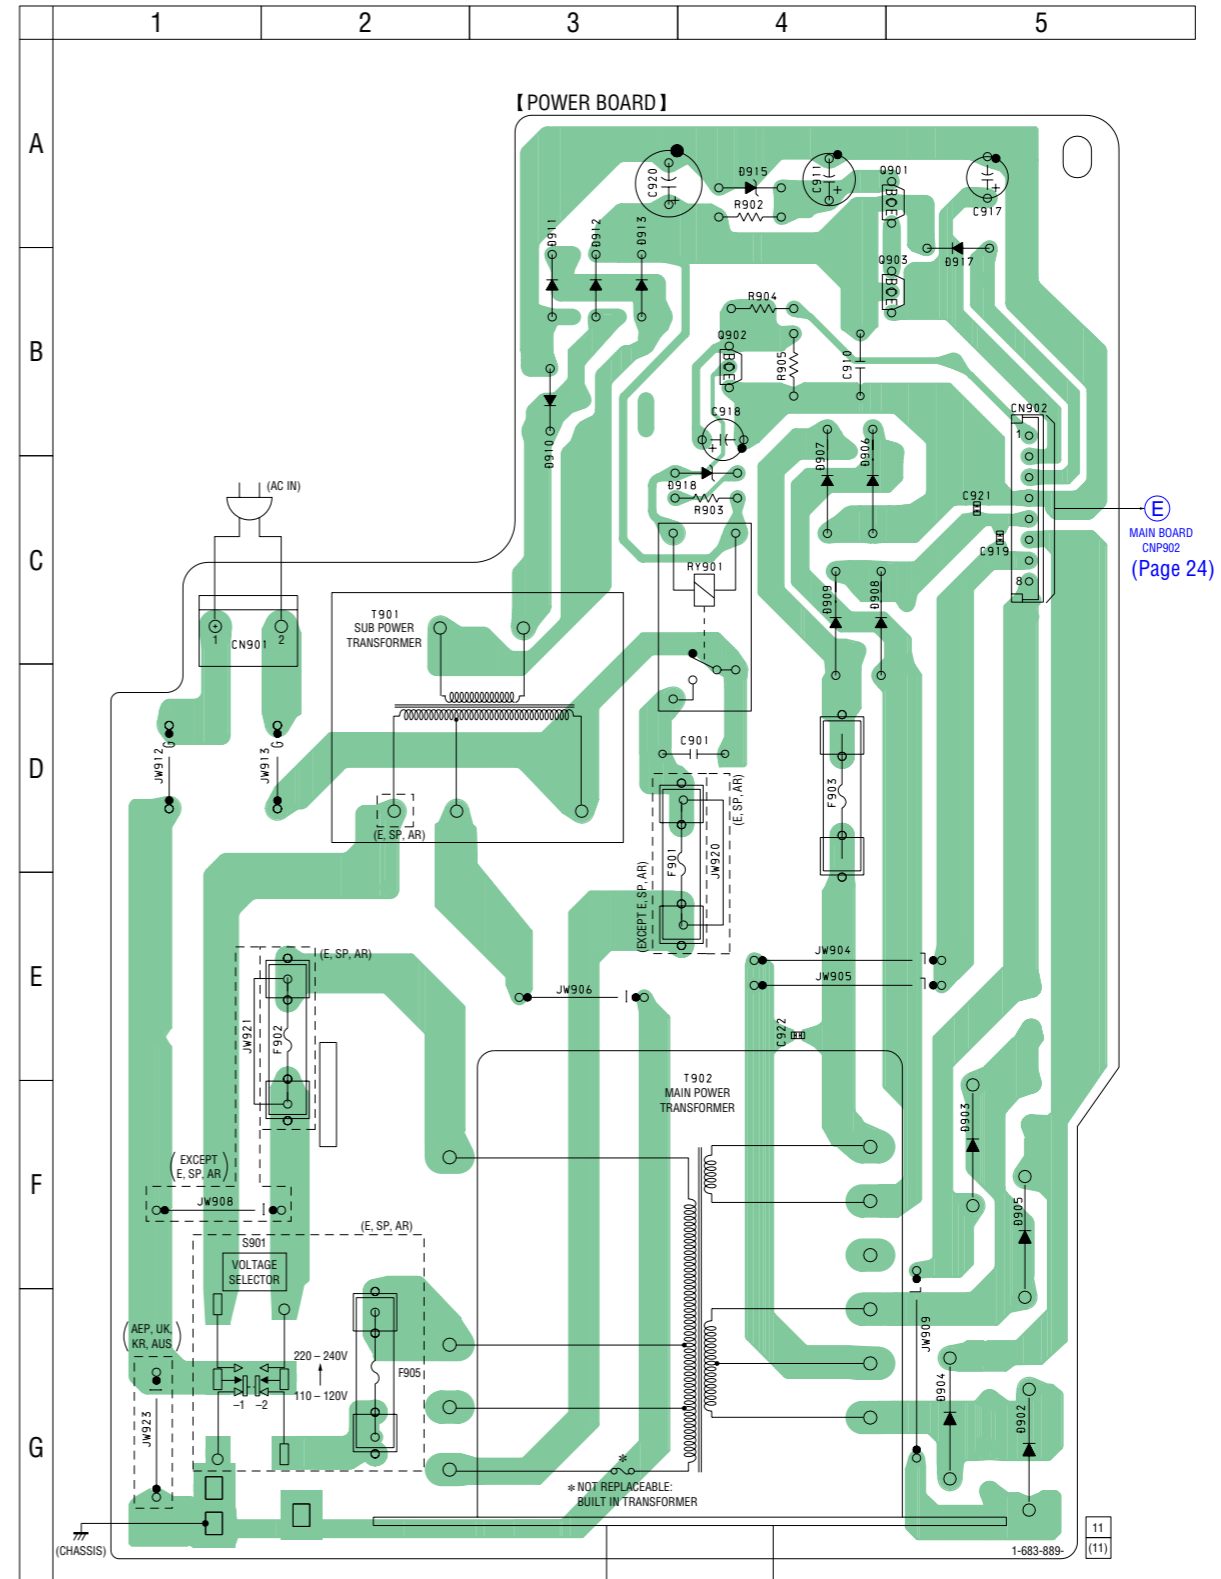 1 2 3 4 5
A
B
C
D
E
F
G
【POWER BOARD】
C920
D915
R902
C911
Q901
B C E
C917
D911
D912
D913
D917
Q903
B C E
R904
Q902
B C E
R905
C910
C918
D910
D907
D906
CN902
1
8
D918
R903
C921
C919
E
MAIN BOARD
CNP902
(Page 24)
(AC IN)
CN901
1 2
T901
SUB POWER
TRANSFORMER
RY901
D909
D908
JW912
G
JW913
G
(E, SP, AR)
C901
F901
JW920
(E, SP, AR)
(EXCEPT E, SP, AR)
F903
(E, SP, AR)
JW921
F902
JW906
JW904
JW905
C922
T902
MAIN POWER
TRANSFORMER
D903
D905
(EXCEPT
E, SP, AR)
JW908
(E, SP, AR)
S901
VOLTAGE
SELECTOR
(AEP, UK,
KR, AUS)
JW923
220 – 240V
110 – 120V
–1 –2
F905
JW909
D904
D902
*
* NOT REPLACEABLE:
BUILT IN TRANSFORMER
(CHASSIS)
1-683-889-
11
(11)